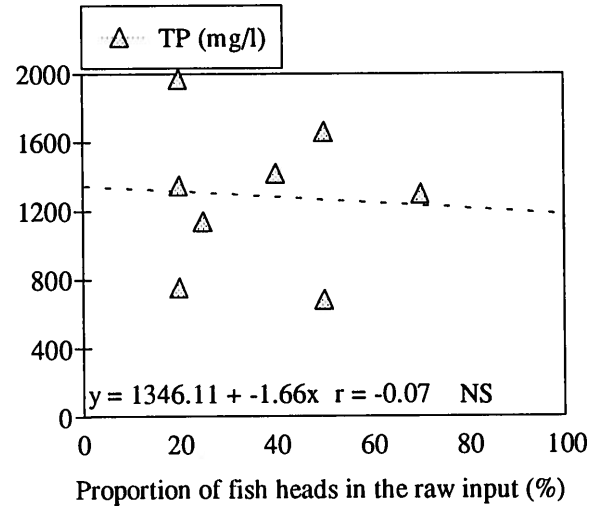 TP (mg/l)
2000
1600
1200
800
400
0
y = 1346.11 + -1.66x r = -0.07 NS
0 20 40 60 80 100
Proportion of fish heads in the raw input (%)